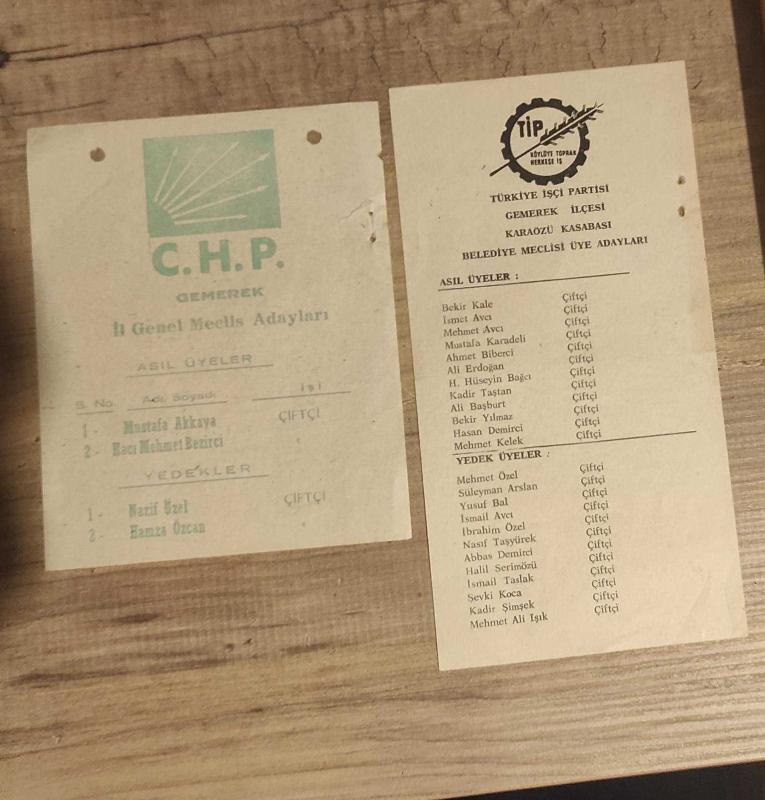 C.H.P.
GEMEREK
İl Genel Meclis Adayları
ASIL ÜYELER
S. No. Adı, Soyadı İşi
1 - Mustafa Akkaya ÇİFTÇİ
2 - Hacı Mehmet Bezirci "
YEDEKLER
1 - Nazif Özel ÇİFTÇİ
2 - Hamza Özcan "
TİP
KÖYLÜYE TOPRAK
HERKESE İŞ
TÜRKİYE İŞÇİ PARTİSİ
GEMEREK İLÇESİ
KARAÖZÜ KASABASI
BELEDİYE MECLİSİ ÜYE ADAYLARI
ASIL ÜYELER :
Bekir Kale Çiftçi
İsmet Avcı Çiftçi
Mehmet Avcı Çiftçi
Mustafa Karadeli Çiftçi
Ahmet Biberci Çiftçi
Ali Erdoğan Çiftçi
H. Hüseyin Bağcı Çiftçi
Kadir Taştan Çiftçi
Ali Başburt Çiftçi
Bekir Yılmaz Çiftçi
Hasan Demirci Çiftçi
Mehmet Kelek Çiftçi
YEDEK ÜYELER :
Mehmet Özel Çiftçi
Süleyman Arslan Çiftçi
Yusuf Bal Çiftçi
İsmail Avcı Çiftçi
İbrahim Özel Çiftçi
Nasıf Taşyürek Çiftçi
Abbas Demirci Çiftçi
Halil Serimözü Çiftçi
İsmail Taslak Çiftçi
Şevki Koca Çiftçi
Kadir Şimşek Çiftçi
Mehmet Ali Işık Çiftçi